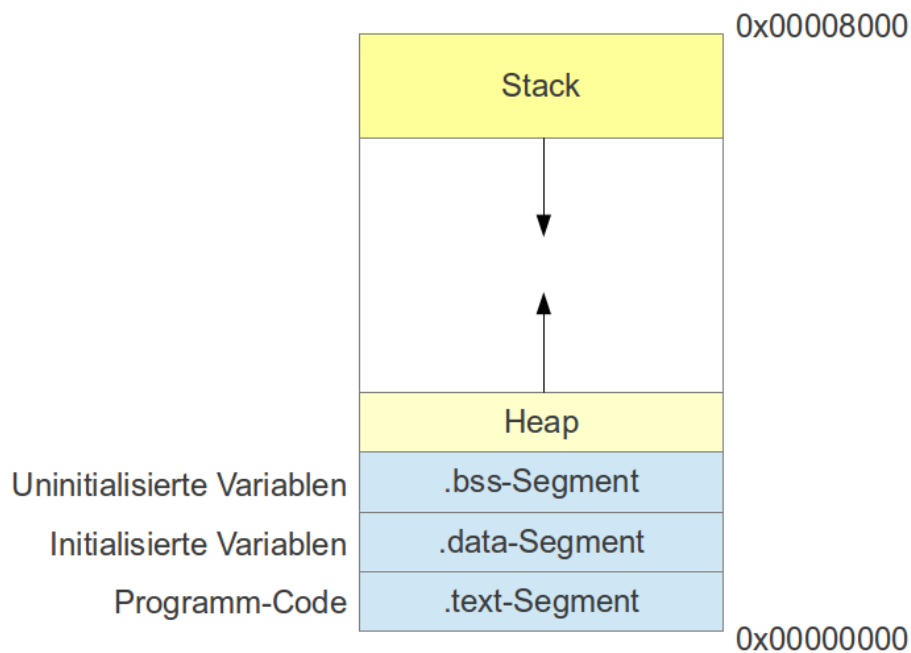 0x00008000
Stack
Heap
Uninitialisierte Variablen .bss-Segment
Initialisierte Variablen .data-Segment
Programm-Code .text-Segment
0x00000000